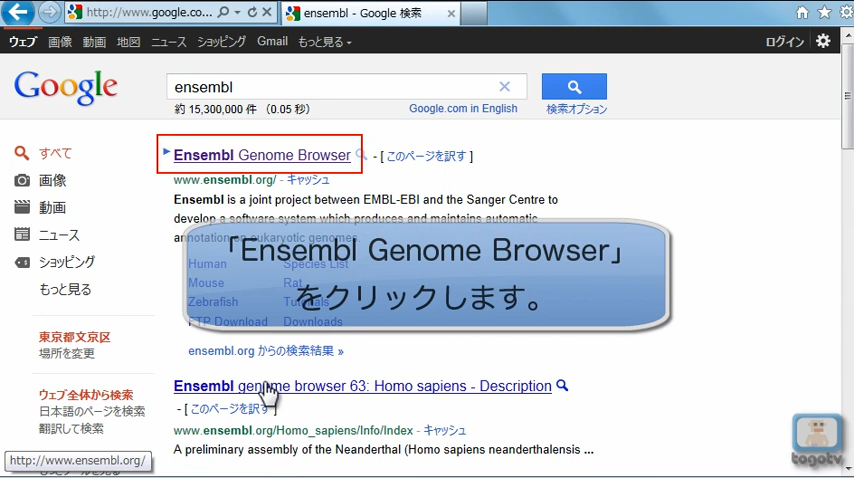 http://www.google.co...
ensembl - Google 検索
ウェブ 画像 動画 地図 ニュース ショッピング Gmail もっと見る
ログイン
Google
ensembl
約 15,300,000 件 (0.05 秒)
Google.com in English
検索オプション
すべて
画像
動画
ニュース
ショッピング
もっと見る
東京都文京区
場所を変更
ウェブ全体から検索
日本語のページを検索
翻訳して検索
Ensembl Genome Browser - [ このページを訳す ]
www.ensembl.org/ - キャッシュ
Ensembl is a joint project between EMBL-EBI and the Sanger Centre to
develop a software system which produces and maintains automatic
annotation on eukaryotic genomes.
Human Species List
Mouse Rat
Zebrafish Tutorials
FTP Download Downloads
「Ensembl Genome Browser」
をクリックします。
ensembl.org からの検索結果 »
Ensembl genome browser 63: Homo sapiens - Description
- [ このページを訳す ]
www.ensembl.org/Homo_sapiens/Info/Index - キャッシュ
A preliminary assembly of the Neanderthal (Homo sapiens neanderthalensis ...
http://www.ensembl.org/
togotv